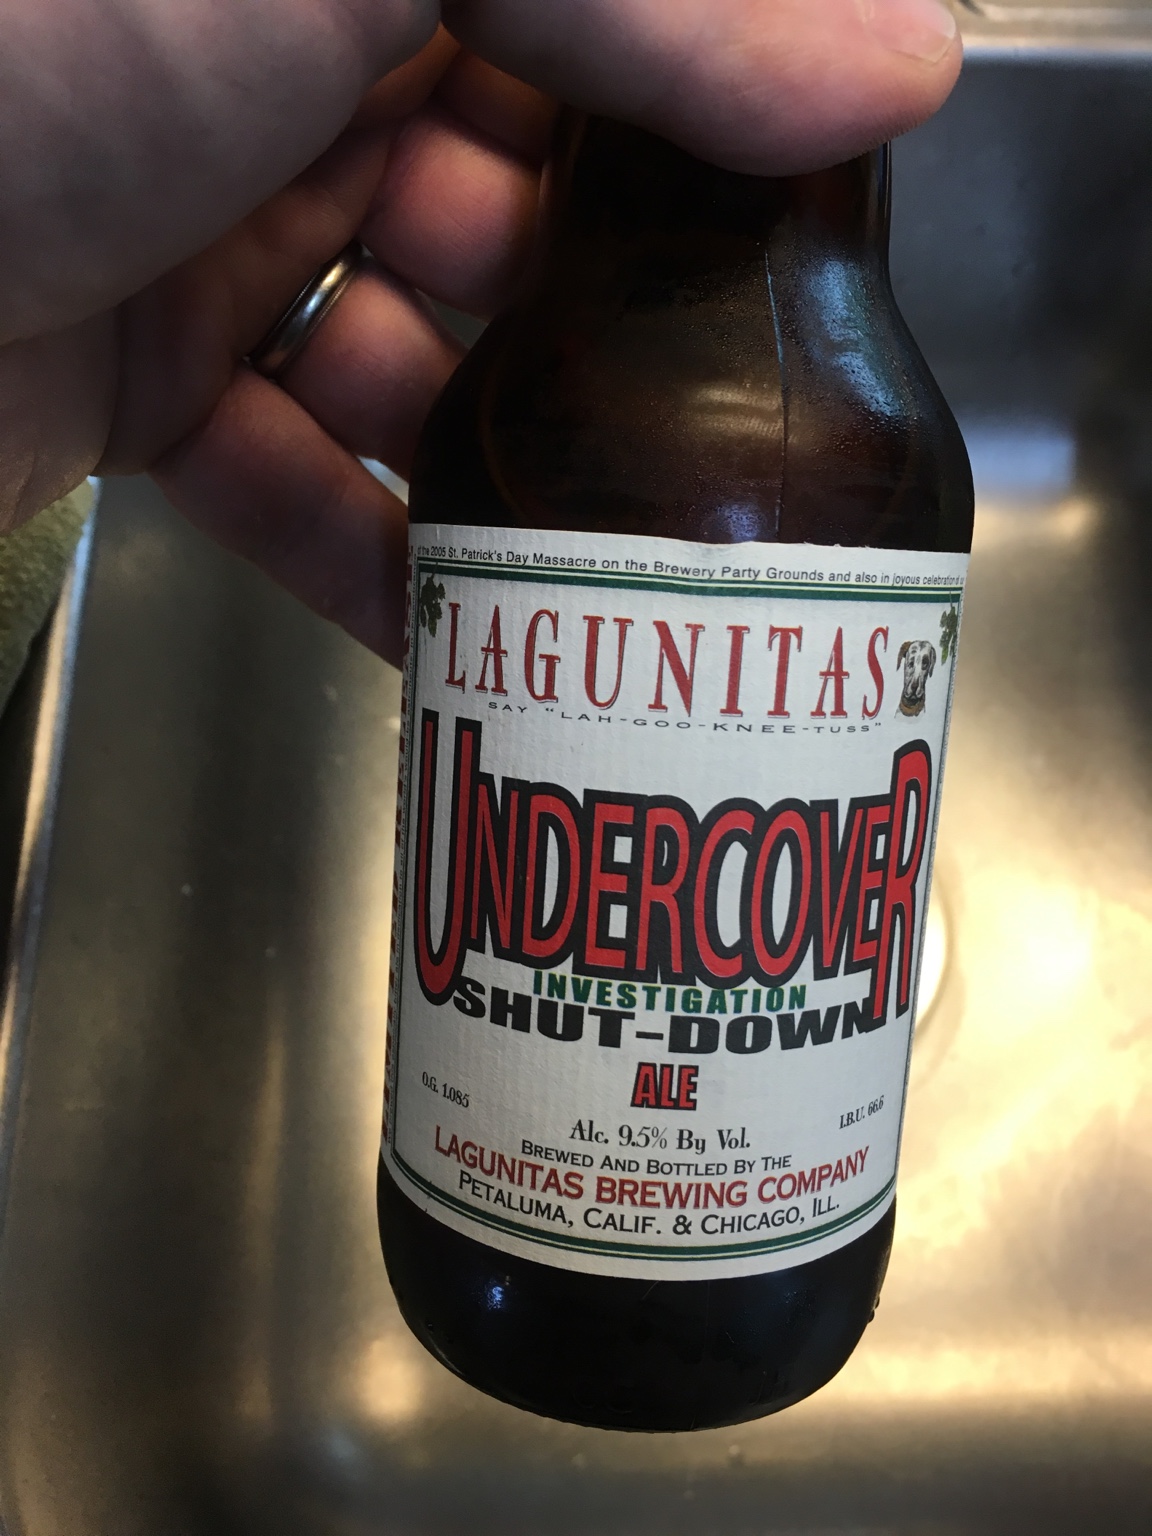 of the 2005 St. Patrick's Day Massacre on the Brewery Party Grounds and also in joyous celebration
LAGUNITAS
SAY "LAH-GOO-KNEE-TUSS"
UNDERCOVER
INVESTIGATION
SHUT-DOWN
ALE
O.G. 1.085
I.B.U. 66.6
Alc. 9.5% By Vol.
BREWED AND BOTTLED BY THE
LAGUNITAS BREWING COMPANY
PETALUMA, CALIF. & CHICAGO, ILL.